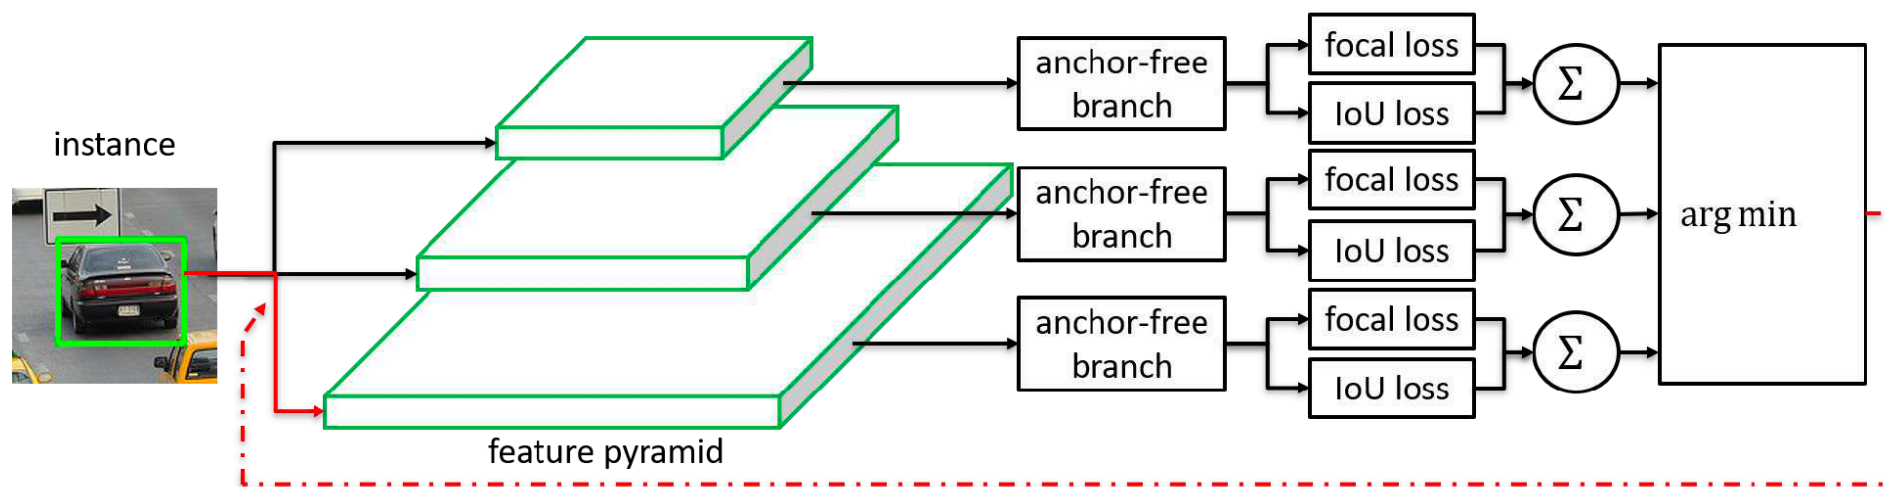 instance
feature pyramid
anchor-free
branch
focal loss
IoU loss
Σ
anchor-free
branch
focal loss
IoU loss
Σ
anchor-free
branch
focal loss
IoU loss
Σ
arg min